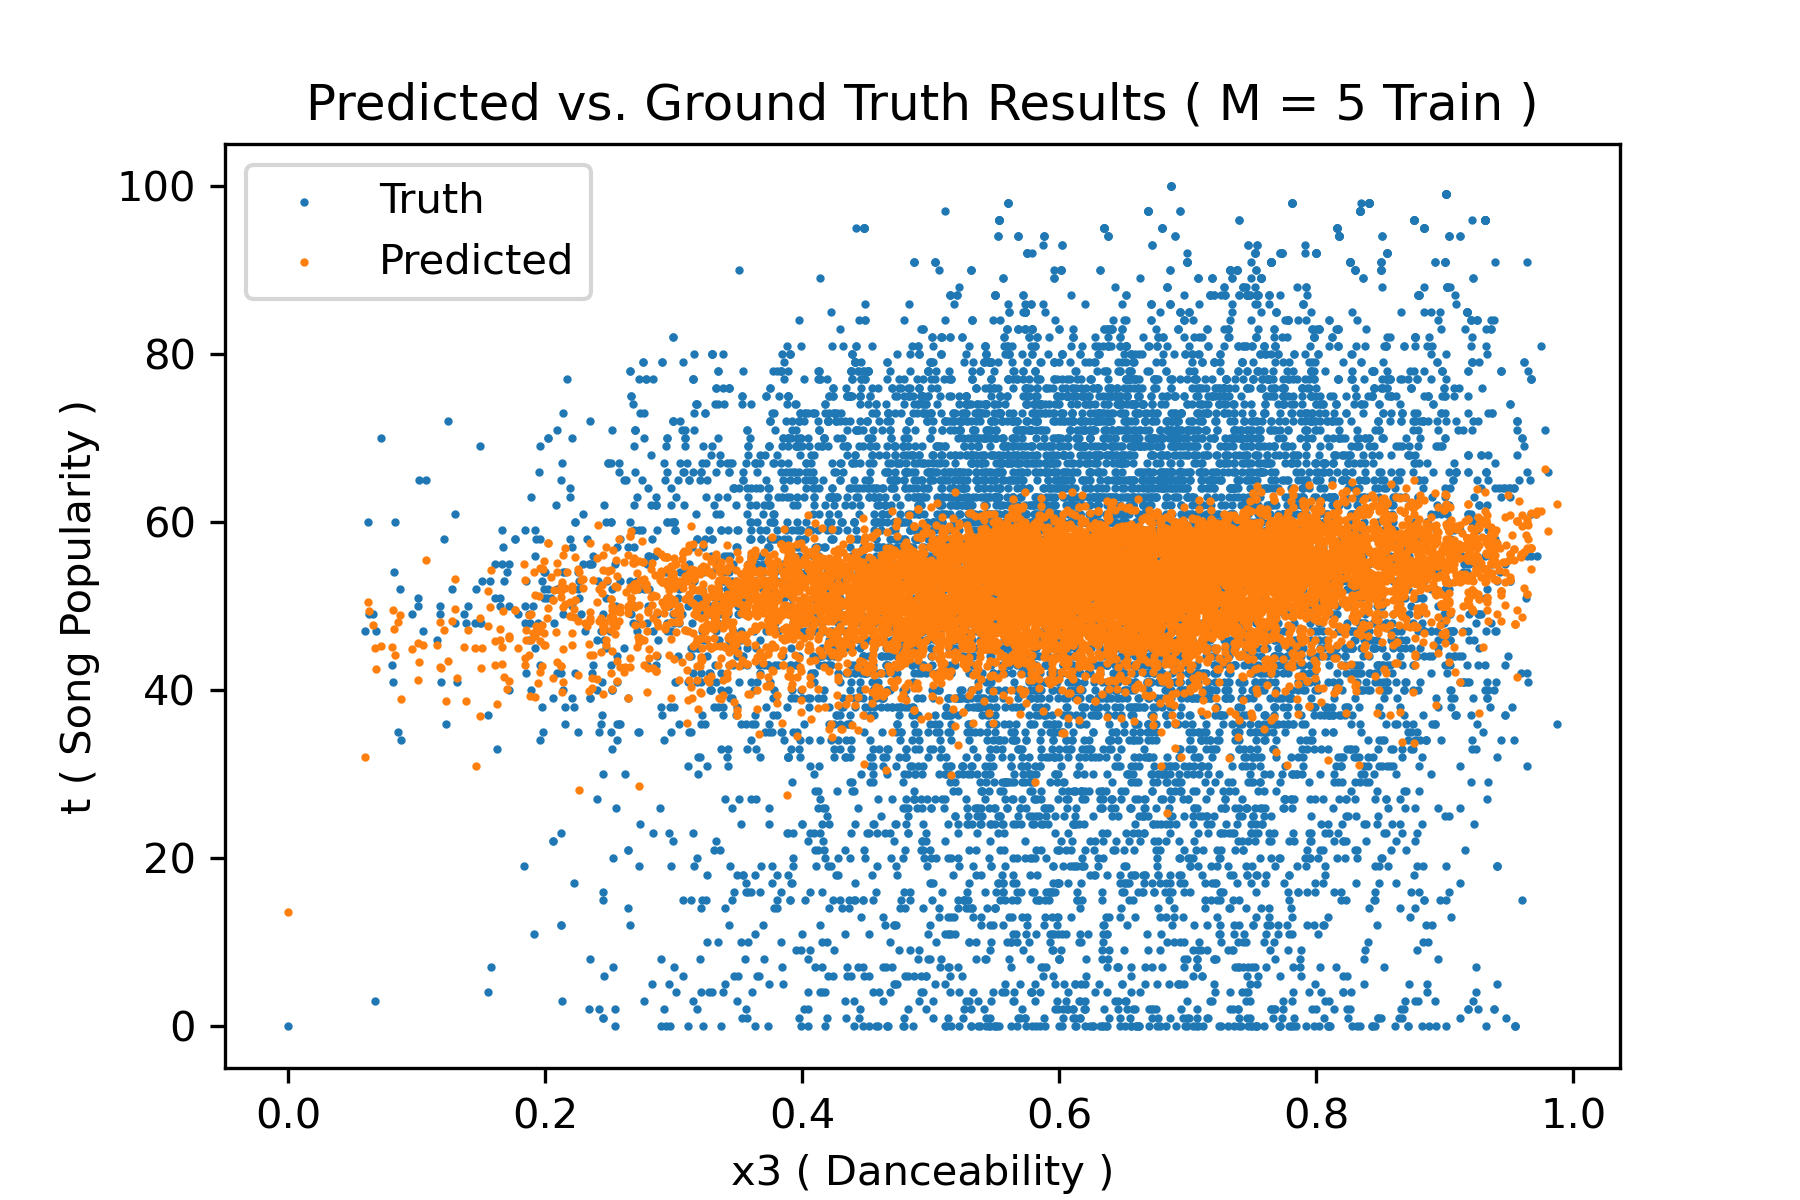 Predicted vs. Ground Truth Results ( M = 5 Train )
Truth
Predicted
t ( Song Popularity )
100
80
60
40
20
0
0.0 0.2 0.4 0.6 0.8 1.0
x3 ( Danceability )